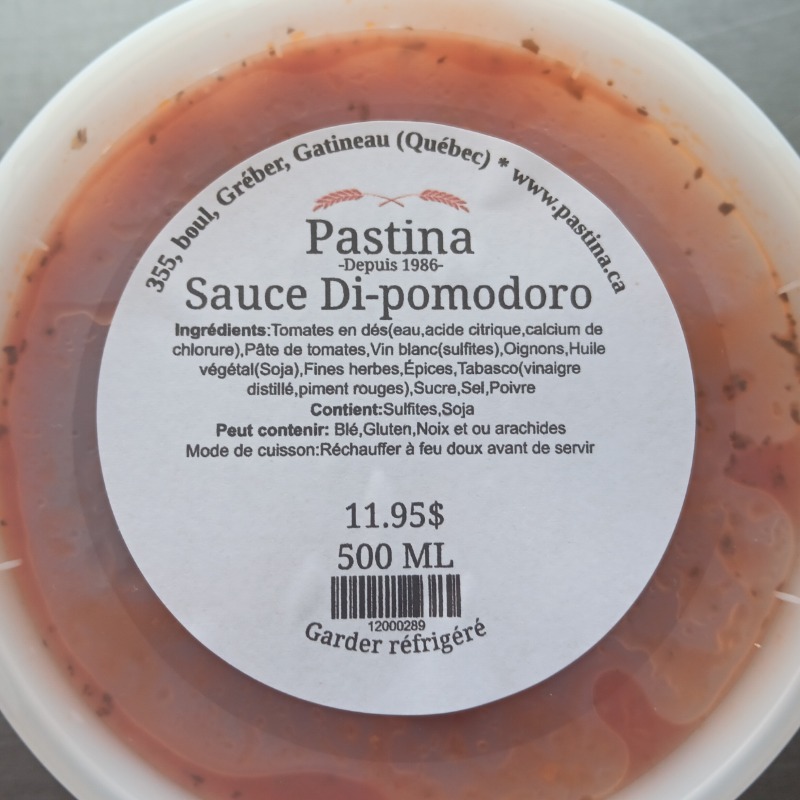 355, boul, Gréber, Gatineau (Québec) * www.pastina.ca
Pastina
-Depuis 1986-
Sauce Di-pomodoro
Ingrédients:Tomates en dés(eau,acide citrique,calcium de
chlorure),Pâte de tomates,Vin blanc(sulfites),Oignons,Huile
végétal(Soja),Fines herbes,Épices,Tabasco(vinaigre
distillé,piment rouges),Sucre,Sel,Poivre
Contient:Sulfites,Soja
Peut contenir: Blé,Gluten,Noix et ou arachides
Mode de cuisson:Réchauffer à feu doux avant de servir
11.95$
500 ML
12000289
Garder réfrigéré